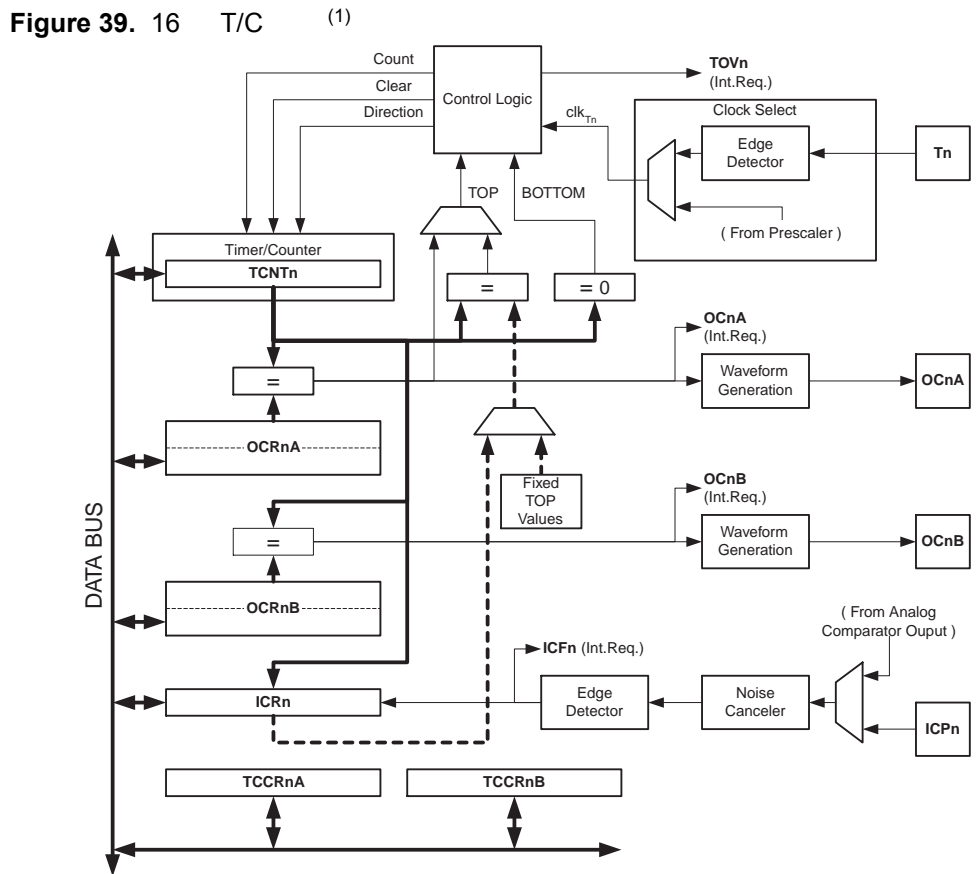 Figure 39. 16 T/C (1)
Count
Clear
Direction
Control Logic
TOVn
(Int.Req.)
clkTn
Clock Select
Edge
Detector
Tn
( From Prescaler )
TOP
BOTTOM
Timer/Counter
TCNTn
=
= 0
OCnA
(Int.Req.)
=
Waveform
Generation
OCnA
OCRnA
Fixed
TOP
Values
OCnB
(Int.Req.)
=
Waveform
Generation
OCnB
DATA BUS
OCRnB
( From Analog
Comparator Ouput )
ICFn (Int.Req.)
ICRn
Edge
Detector
Noise
Canceler
ICPn
TCCRnA
TCCRnB